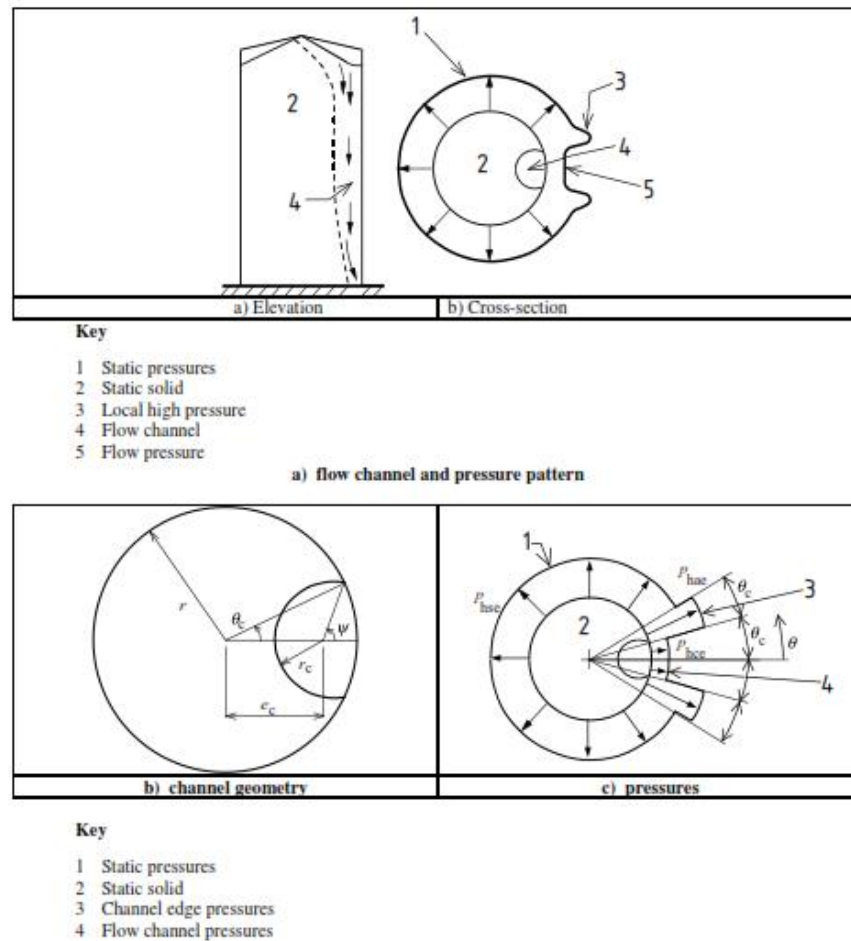 1
2
3
4
2
4
5
a) Elevation
b) Cross-section
Key
1 Static pressures
2 Static solid
3 Local high pressure
4 Flow channel
5 Flow pressure
a) flow channel and pressure pattern
r
θc
ψ
rc
ec
1
phse
phae
θc
3
2
phce
θc
θ
4
b) channel geometry
c) pressures
Key
1 Static pressures
2 Static solid
3 Channel edge pressures
4 Flow channel pressures